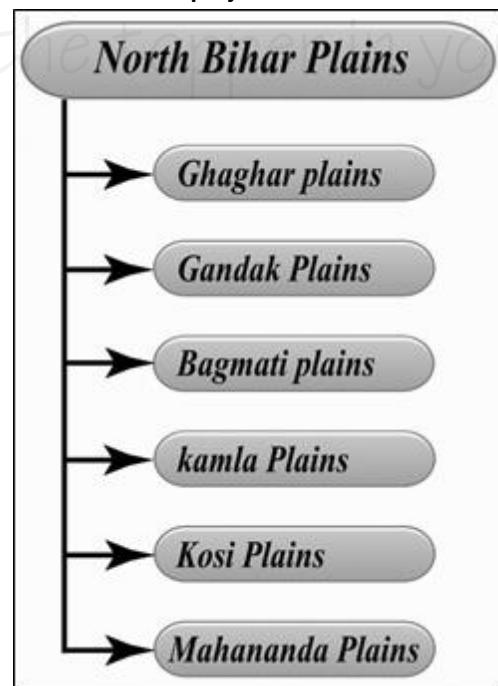 North Bihar Plains
Ghaghar plains
Gandak Plains
Bagmati plains
kamla Plains
Kosi Plains
Mahananda Plains